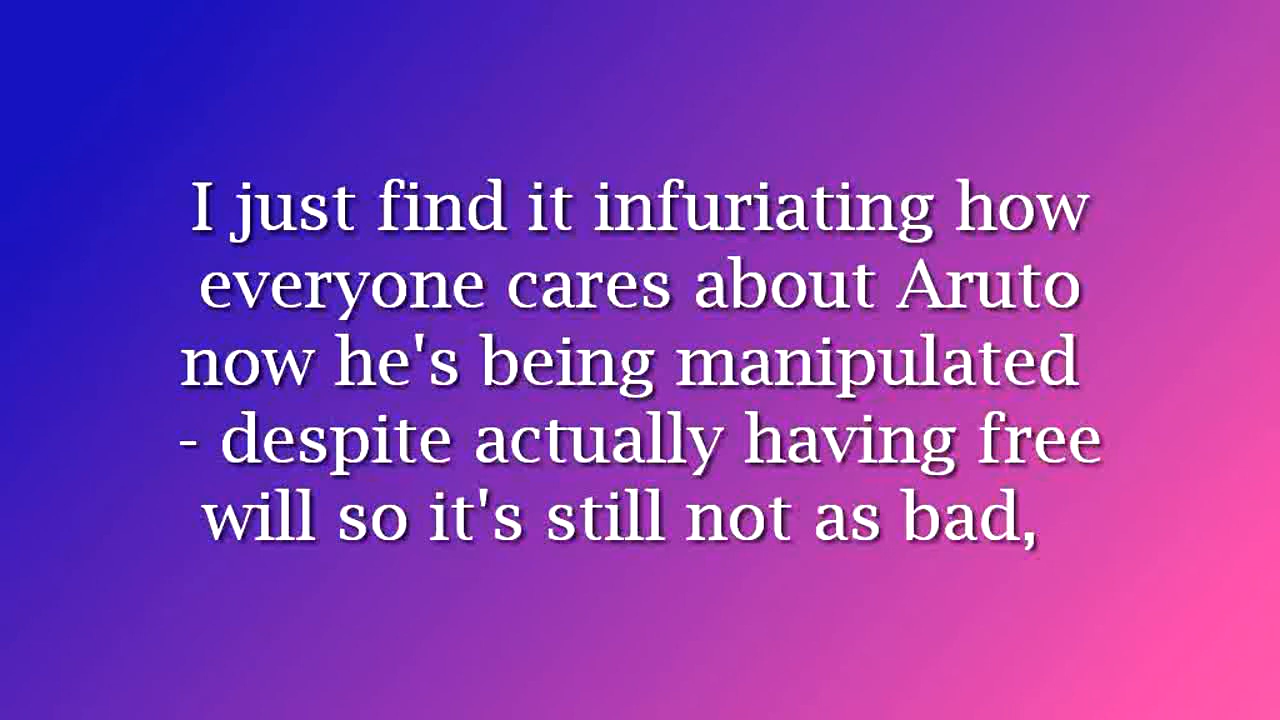 I just find it infuriating how
everyone cares about Aruto
now he's being manipulated
- despite actually having free
will so it's still not as bad,